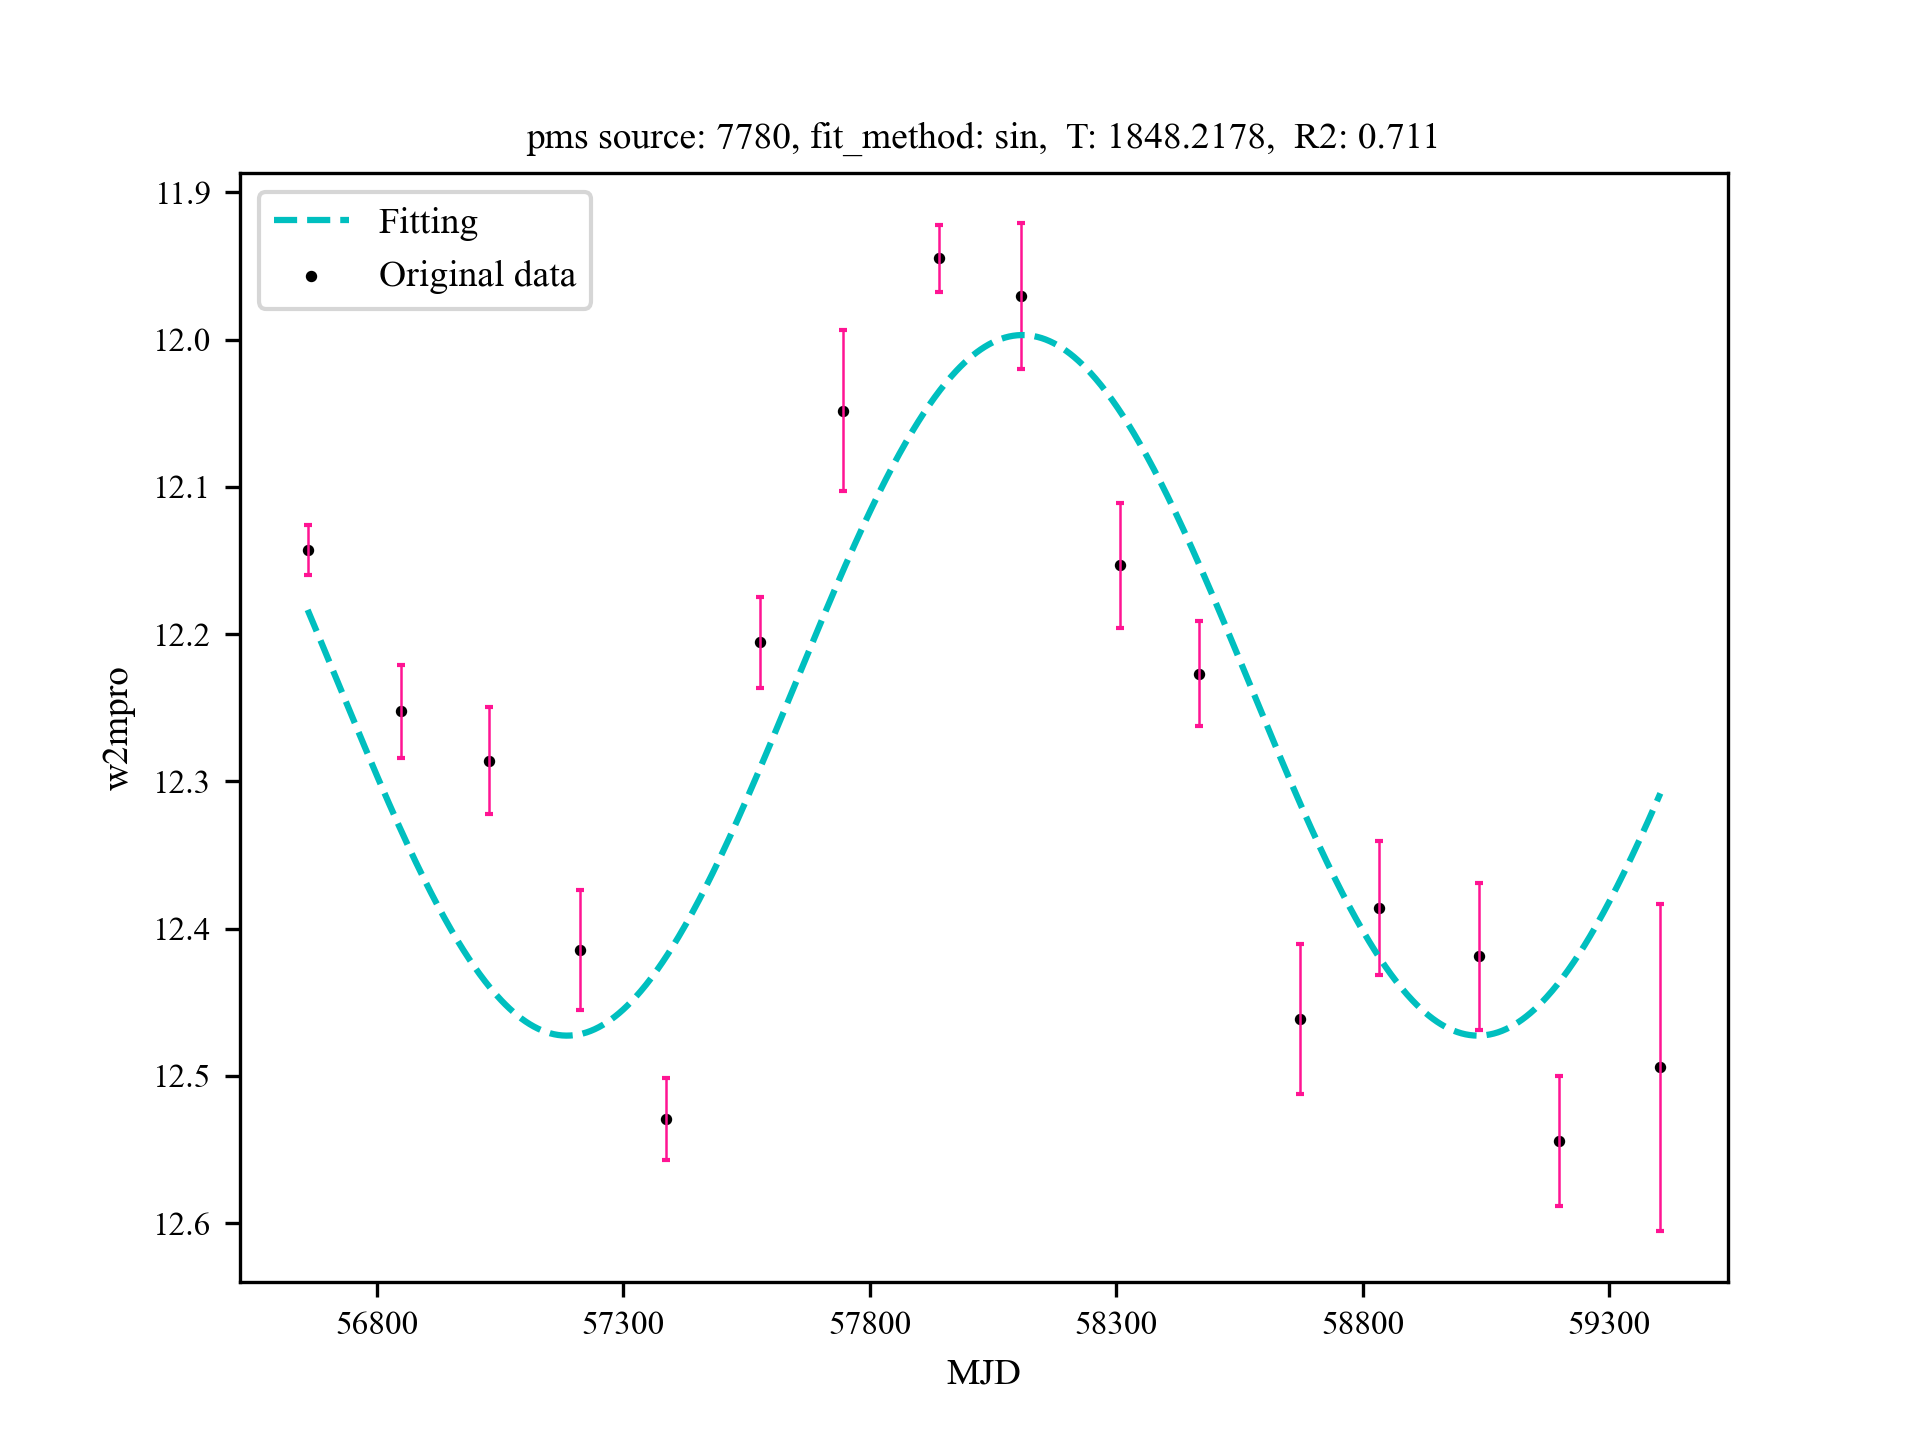 pms source: 7780, fit_method: sin,  T: 1848.2178,  R2: 0.711
Fitting
Original data
11.9
12.0
12.1
12.2
12.3
12.4
12.5
12.6
w2mpro
56800 57300 57800 58300 58800 59300
MJD